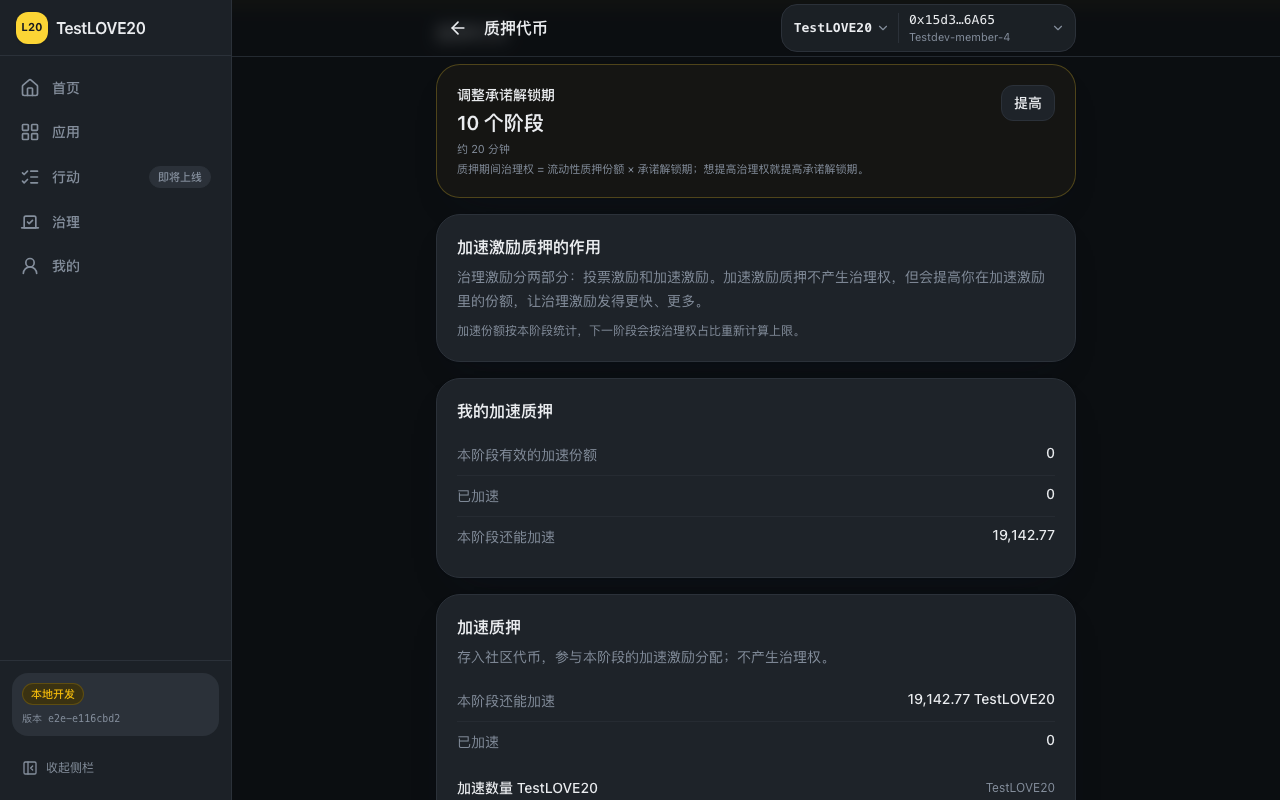 L20 TestLOVE20
首页
应用
行动 即将上线
治理
我的
本地开发
版本 e2e-e116cbd2
收起侧栏
质押代币
TestLOVE20
0x15d3…6A65
Testdev-member-4
调整承诺解锁期
10 个阶段
约 20 分钟
质押期间治理权 = 流动性质押份额 × 承诺解锁期；想提高治理权就提高承诺解锁期。
提高
加速激励质押的作用
治理激励分两部分：投票激励和加速激励。加速激励质押不产生治理权，但会提高你在加速激励
里的份额，让治理激励发得更快、更多。
加速份额按本阶段统计，下一阶段会按治理权占比重新计算上限。
我的加速质押
本阶段有效的加速份额 0
已加速 0
本阶段还能加速 19,142.77
加速质押
存入社区代币，参与本阶段的加速激励分配；不产生治理权。
本阶段还能加速 19,142.77 TestLOVE20
已加速 0
加速数量 TestLOVE20 TestLOVE20